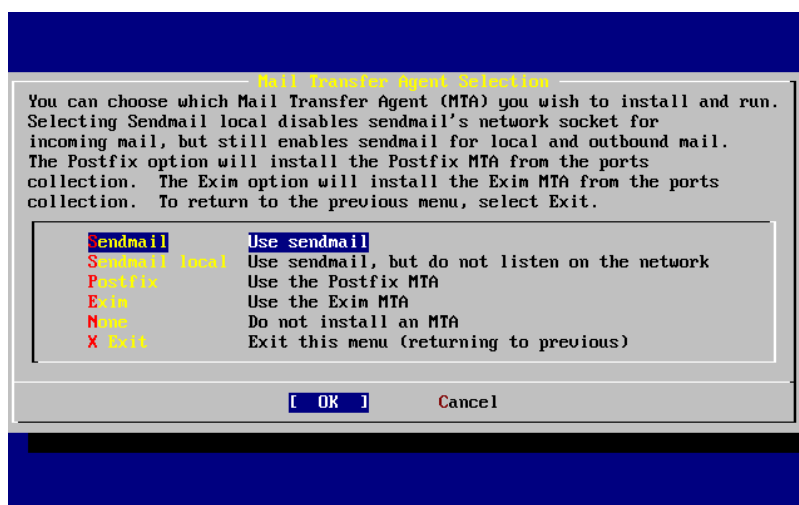 Mail Transfer Agent Selection
You can choose which Mail Transfer Agent (MTA) you wish to install and run.
Selecting Sendmail local disables sendmail's network socket for
incoming mail, but still enables sendmail for local and outbound mail.
The Postfix option will install the Postfix MTA from the ports
collection.  The Exim option will install the Exim MTA from the ports
collection.  To return to the previous menu, select Exit.
Sendmail Use sendmail
Sendmail local Use sendmail, but do not listen on the network
Postfix Use the Postfix MTA
Exim Use the Exim MTA
None Do not install an MTA
X Exit Exit this menu (returning to previous)
[ OK ] Cancel